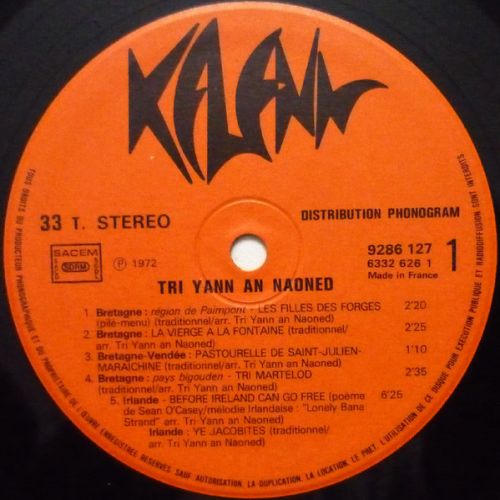 KELENN
33 T. STEREO
DISTRIBUTION PHONOGRAM
SACEM
SDRM
℗ 1972
9286 127
6332 626
1
Made in France
TRI YANN AN NAONED
1. Bretagne : région de Paimpont - LES FILLES DES FORGES 2'20
(pilé-menu) (traditionnel/arr. Tri Yann an Naoned)
2. Bretagne : LA VIERGE A LA FONTAINE (traditionnel/ 2'25
arr. Tri Yann an Naoned)
3. Bretagne-Vendée : PASTOURELLE DE SAINT-JULIEN- 1'10
MARAICHINE (traditionnel/arr. Tri Yann an Naoned)
4. Bretagne : pays bigouden - TRI MARTELOD 2'35
(traditionnel/arr. Tri Yann an Naoned)
5. Irlande - BEFORE IRELAND CAN GO FREE (poème 6'25
de Sean O'Casey/mélodie Irlandaise : "Lonely Bana
Strand") (traditionnel/arr. Tri Yann an Naoned)
Irlande : YE JACOBITES (traditionnel/
arr. Tri Yann an Naoned)
TOUS DROITS DU PRODUCTEUR PHONOGRAPHIQUE ET DU PROPRIETAIRE DE L'ŒUVRE ENREGISTREE RESERVES SAUF AUTORISATION. LA DUPLICATION, LA LOCATION, LE PRET, L'UTILISATION DE CE DISQUE POUR EXECUTION PUBLIQUE ET RADIODIFFUSION SONT INTERDITS